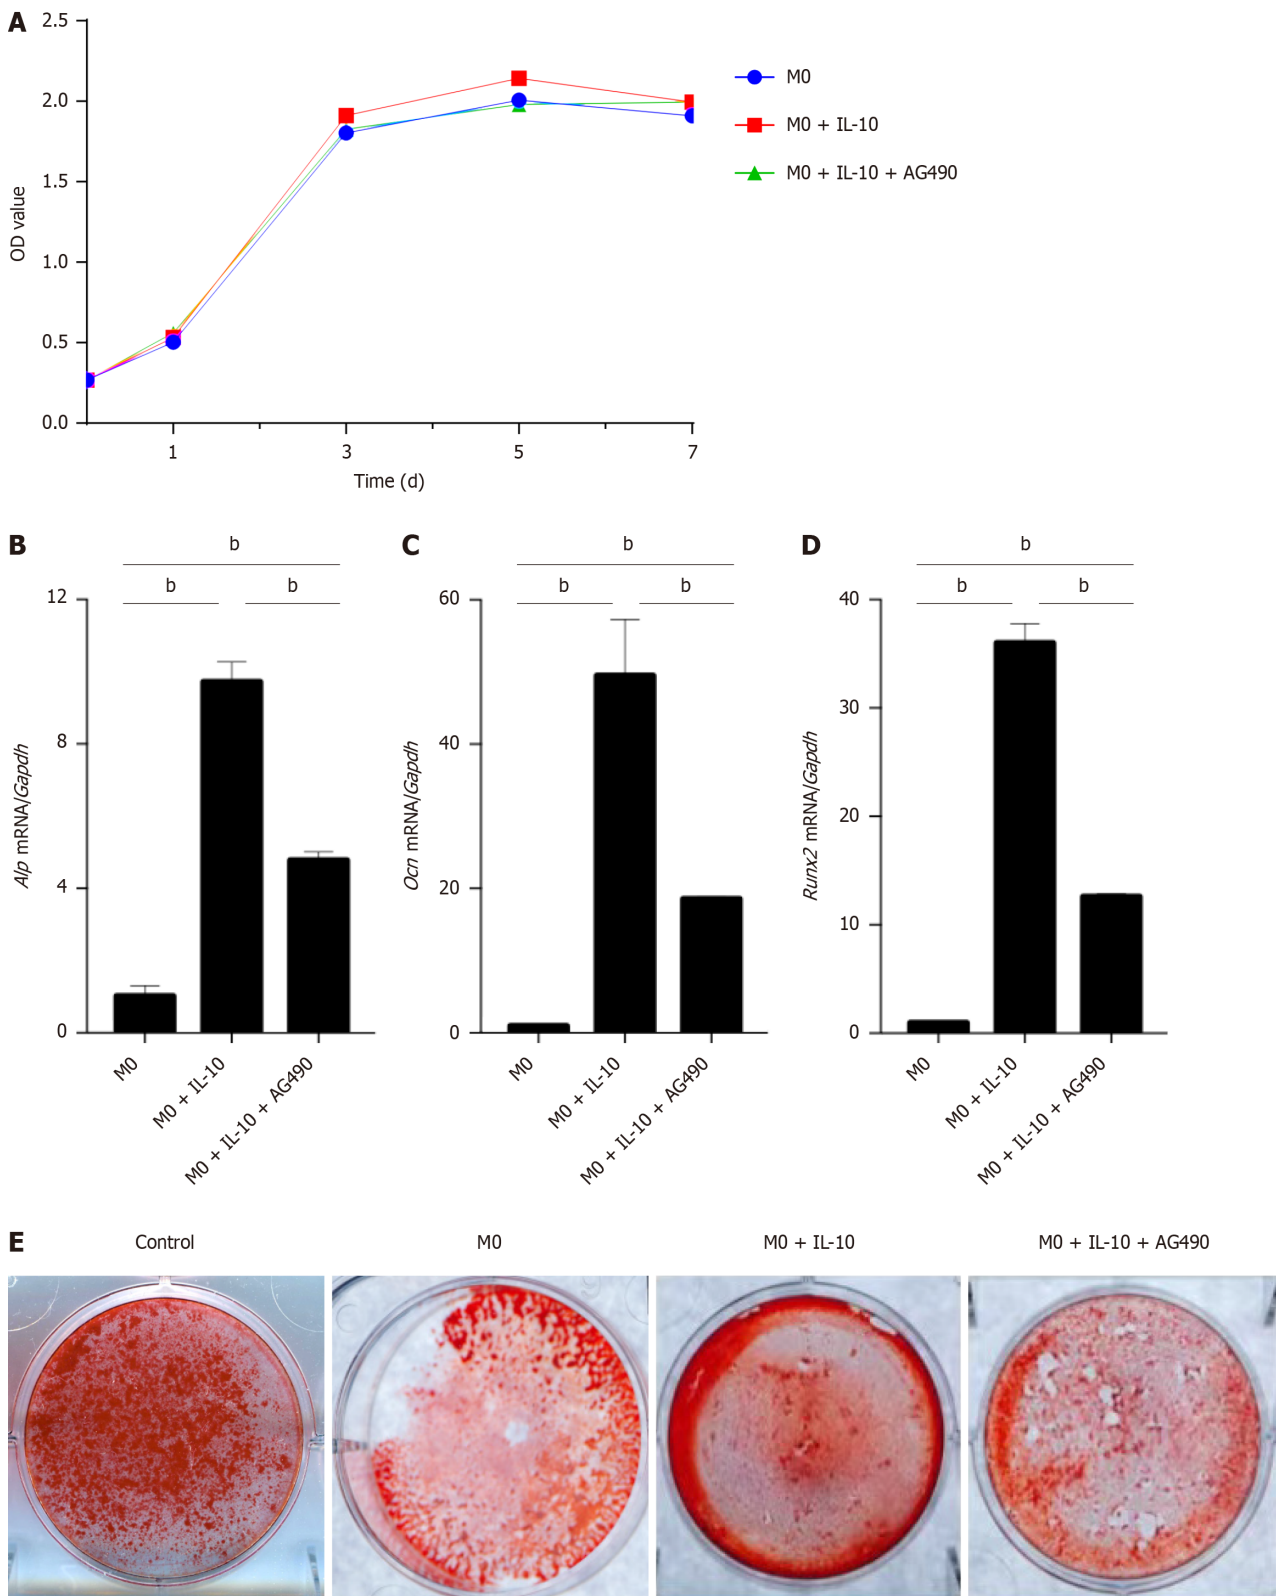 A
2.5
2.0
1.5
1.0
0.5
0.0
OD value
1 3 5 7
Time (d)
M0
M0 + IL-10
M0 + IL-10 + AG490
B
b
b b
12
8
4
0
Alp mRNA/Gapdh
M0
M0 + IL-10
M0 + IL-10 + AG490
C
b
b b
60
40
20
0
Ocn mRNA/Gapdh
M0
M0 + IL-10
M0 + IL-10 + AG490
D
b
b b
40
30
20
10
0
Runx2 mRNA/Gapdh
M0
M0 + IL-10
M0 + IL-10 + AG490
E
Control
M0
M0 + IL-10
M0 + IL-10 + AG490